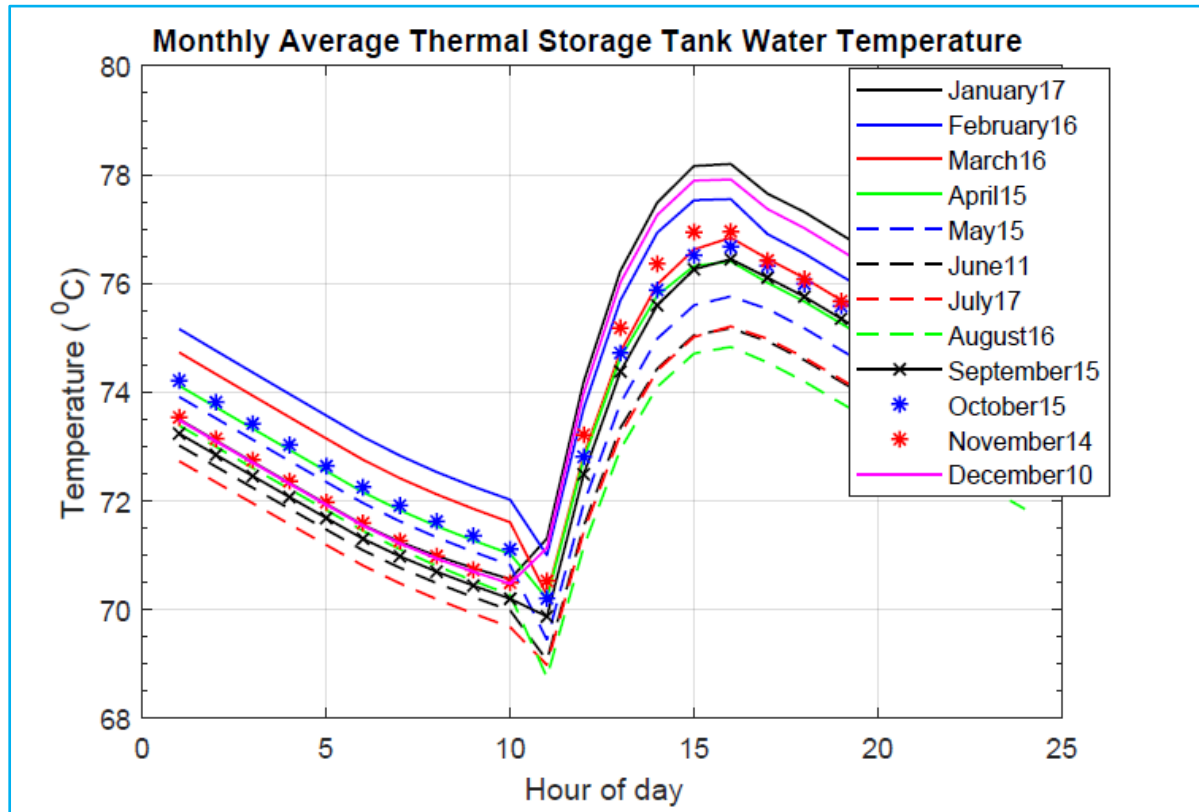 Monthly Average Thermal Storage Tank Water Temperature
80
78
76
74
72
70
68
Temperature ( ⁰C)
0
5
10
15
20
25
Hour of day
January17
February16
March16
April15
May15
June11
July17
August16
September15
October15
November14
December10